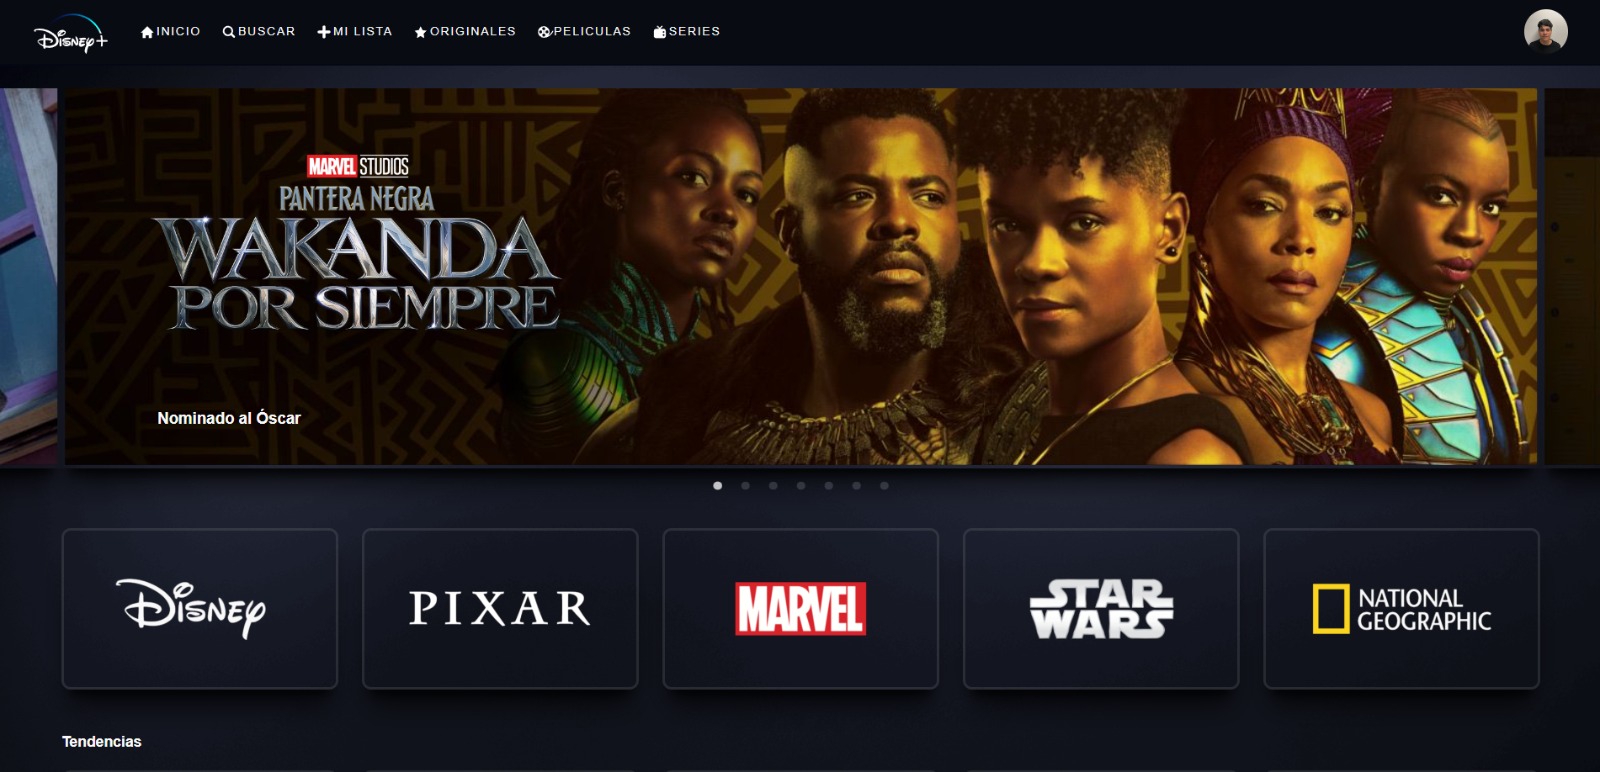 Disney+
INICIO
BUSCAR
MI LISTA
ORIGINALES
PELICULAS
SERIES
MARVEL STUDIOS
PANTERA NEGRA
WAKANDA
POR SIEMPRE
Nominado al Óscar
Disney
PIXAR
MARVEL
STAR
WARS
NATIONAL
GEOGRAPHIC
Tendencias